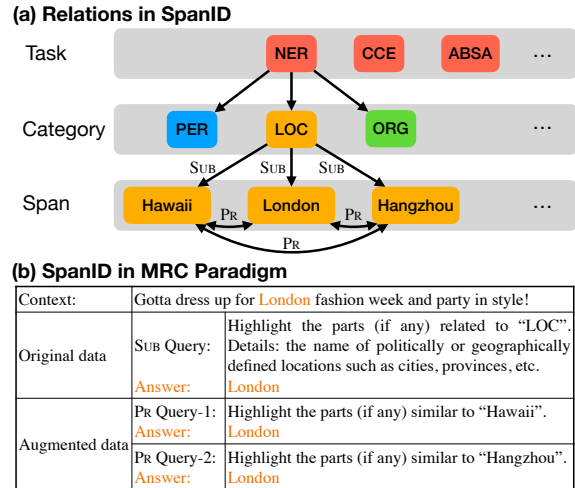 (a) Relations in SpanID
Task
NER
CCE
ABSA
...
Category
PER
LOC
ORG
...
SUB
SUB
SUB
Span
Hawaii
PR
London
PR
Hangzhou
...
PR
(b) SpanID in MRC Paradigm
Context:
Gotta dress up for London fashion week and party in style!
Original data
SUB Query:
Highlight the parts (if any) related to “LOC”.
Details: the name of politically or geographically
defined locations such as cities, provinces, etc.
Answer:
London
Augmented data
PR Query-1:
Highlight the parts (if any) similar to “Hawaii”.
Answer:
London
PR Query-2:
Highlight the parts (if any) similar to “Hangzhou”.
Answer:
London